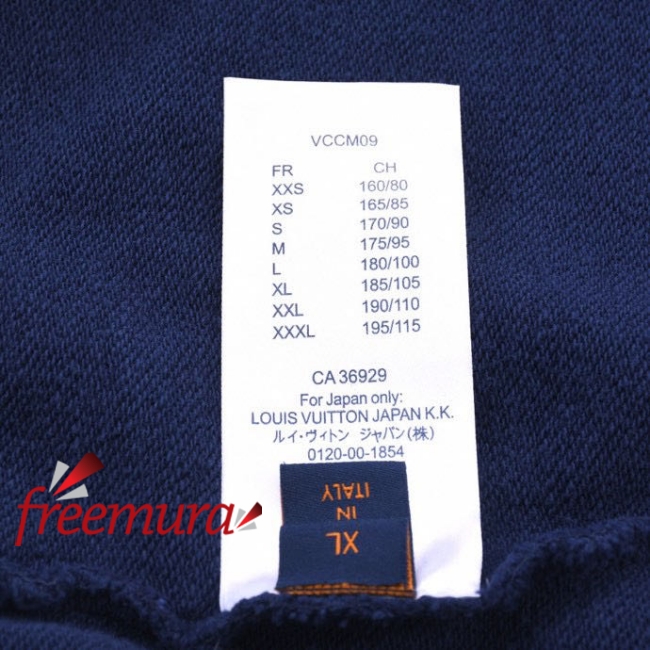 VCCM09
FR CH
XXS 160/80
XS 165/85
S 170/90
M 175/95
L 180/100
XL 185/105
XXL 190/110
XXXL 195/115
CA 36929
For Japan only:
LOUIS VUITTON JAPAN K.K.
ルイ・ヴィトン ジャパン(株)
0120-00-1854
IN
ITALY
XL
freemura